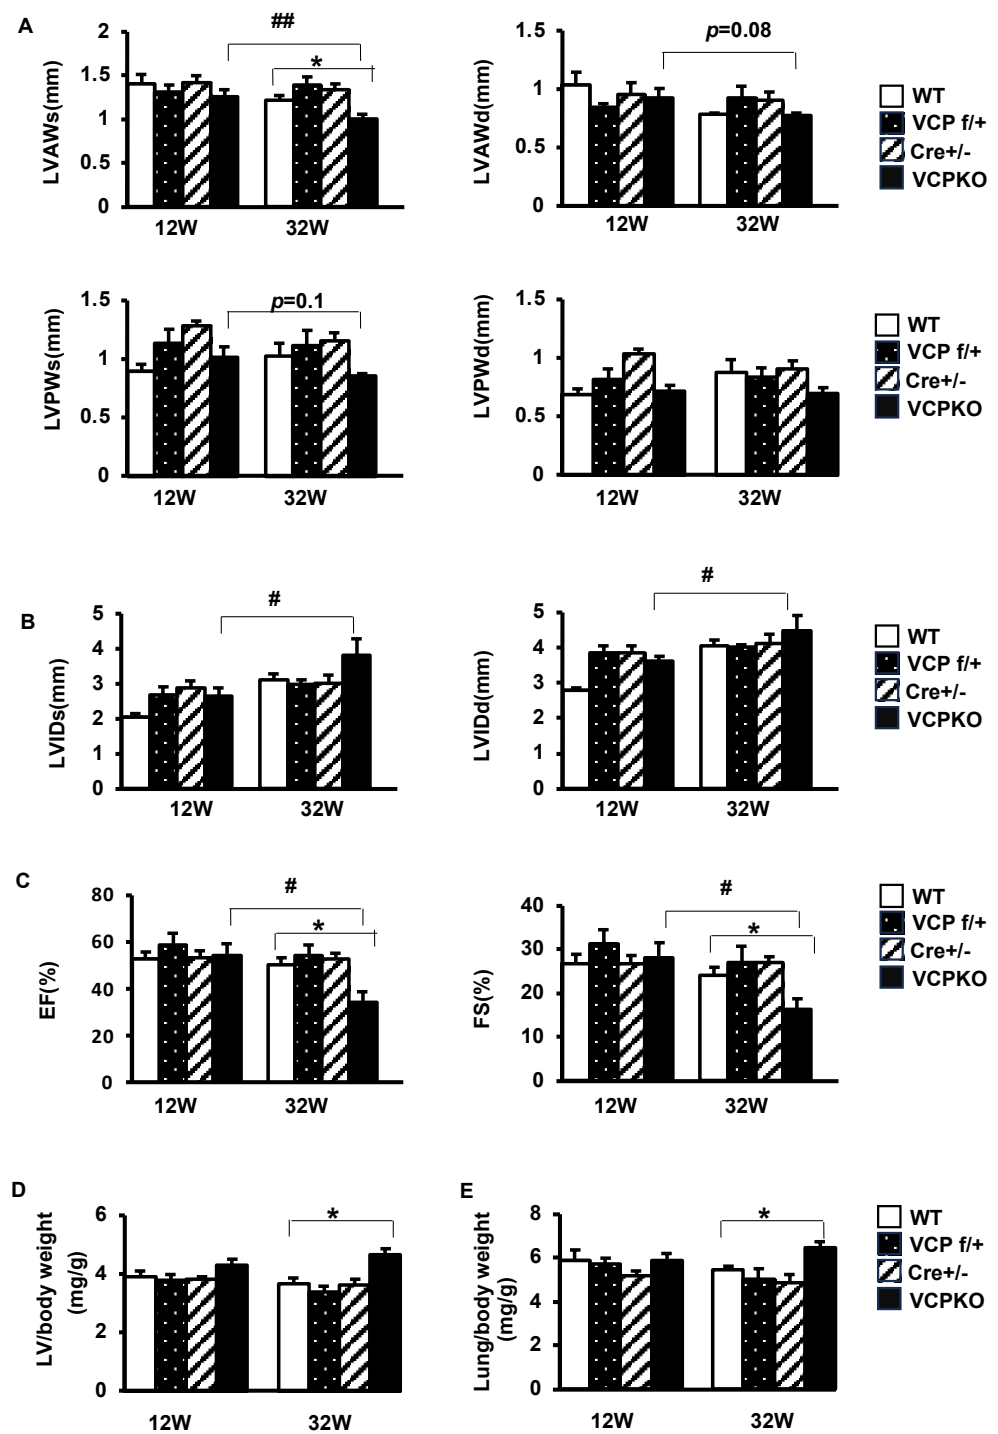 A
LVAWs(mm)
2
1.5
1
0.5
0
##
*
12W
32W
LVAWd(mm)
1.5
1
0.5
0
p=0.08
12W
32W
WT
VCP f/+
Cre+/-
VCPKO
LVPWs(mm)
1.5
1
0.5
0
p=0.1
12W
32W
LVPWd(mm)
1.5
1
0.5
0
12W
32W
WT
VCP f/+
Cre+/-
VCPKO
B
LVIDs(mm)
5
4
3
2
1
0
#
12W
32W
LVIDd(mm)
5
4
3
2
1
0
#
12W
32W
WT
VCP f/+
Cre+/-
VCPKO
C
EF(%)
80
60
40
20
0
#
*
12W
32W
FS(%)
40
30
20
10
0
#
*
12W
32W
WT
VCP f/+
Cre+/-
VCPKO
D
LV/body weight
(mg/g)
6
4
2
0
*
12W
32W
E
Lung/body weight
(mg/g)
8
6
4
2
0
*
12W
32W
WT
VCP f/+
Cre+/-
VCPKO